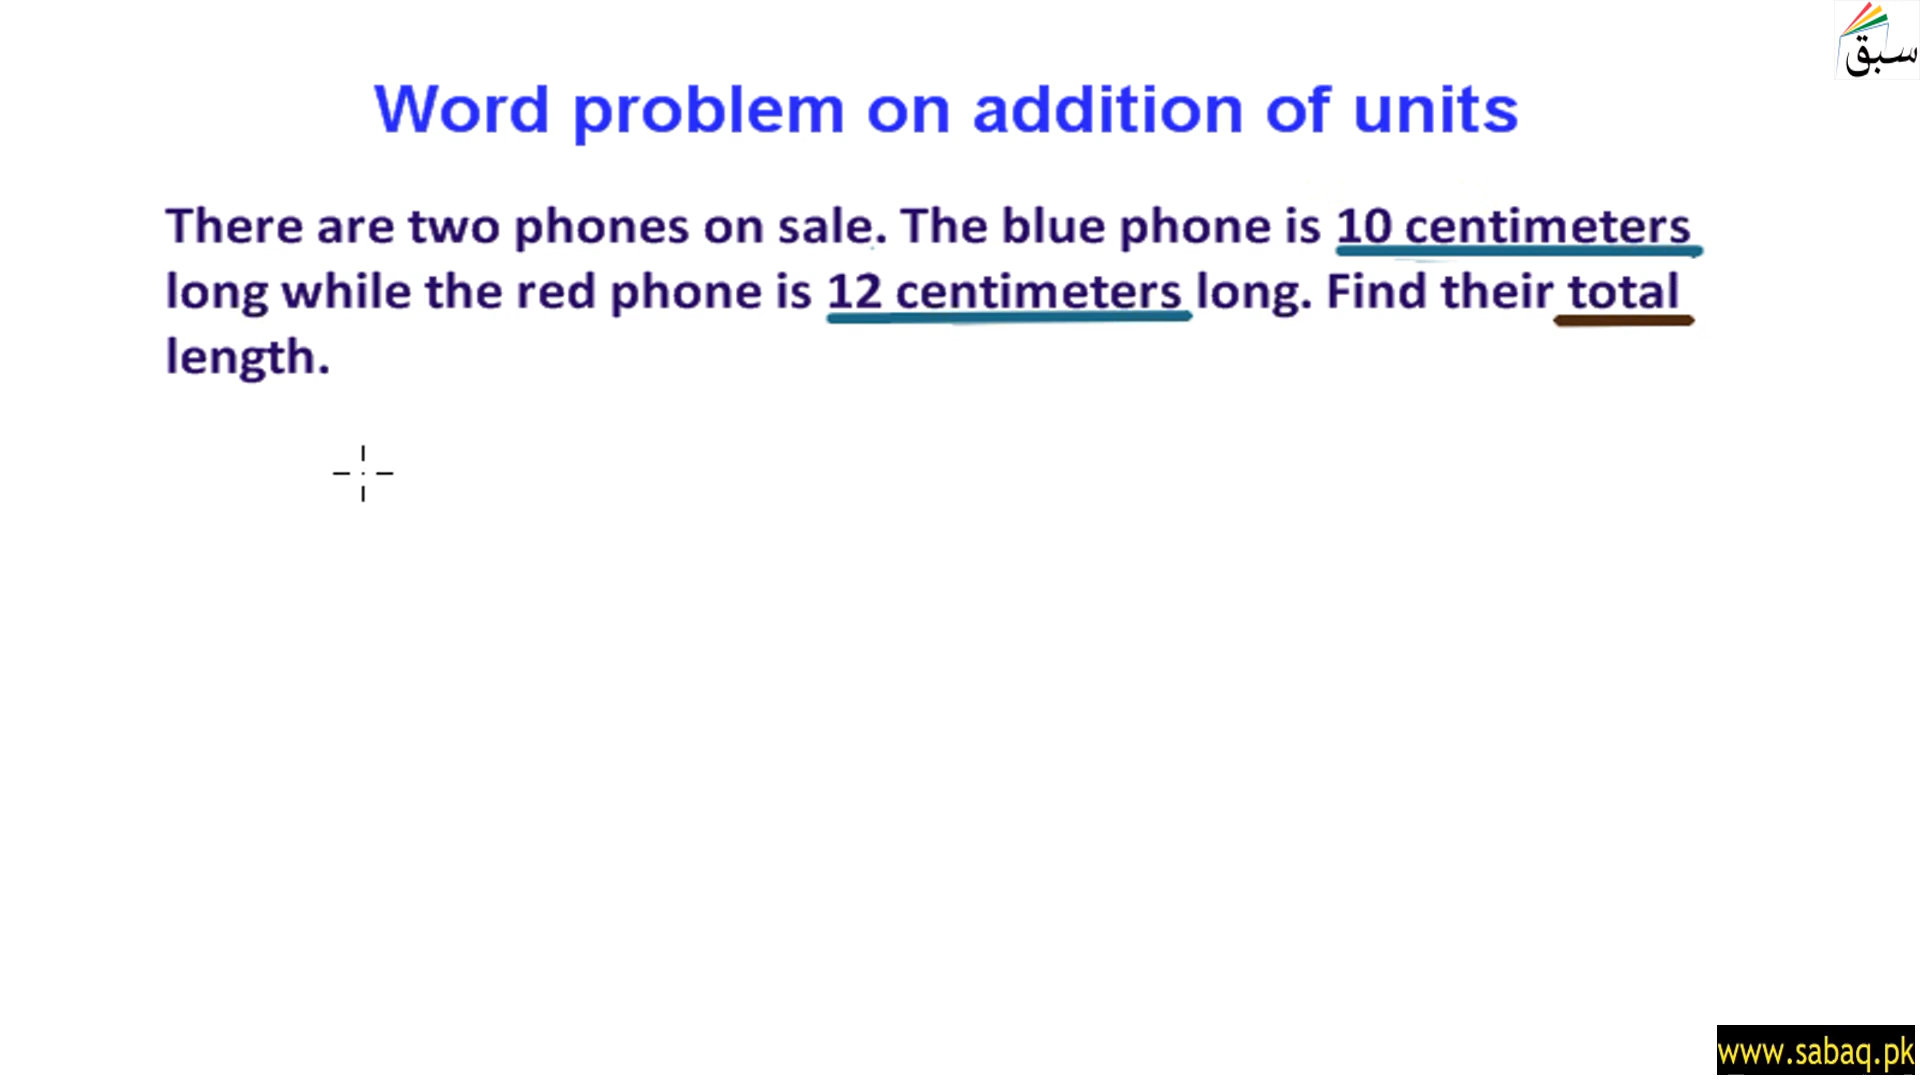 سبق
Word problem on addition of units
There are two phones on sale. The blue phone is 10 centimeters
long while the red phone is 12 centimeters long. Find their total
length.
www.sabaq.pk